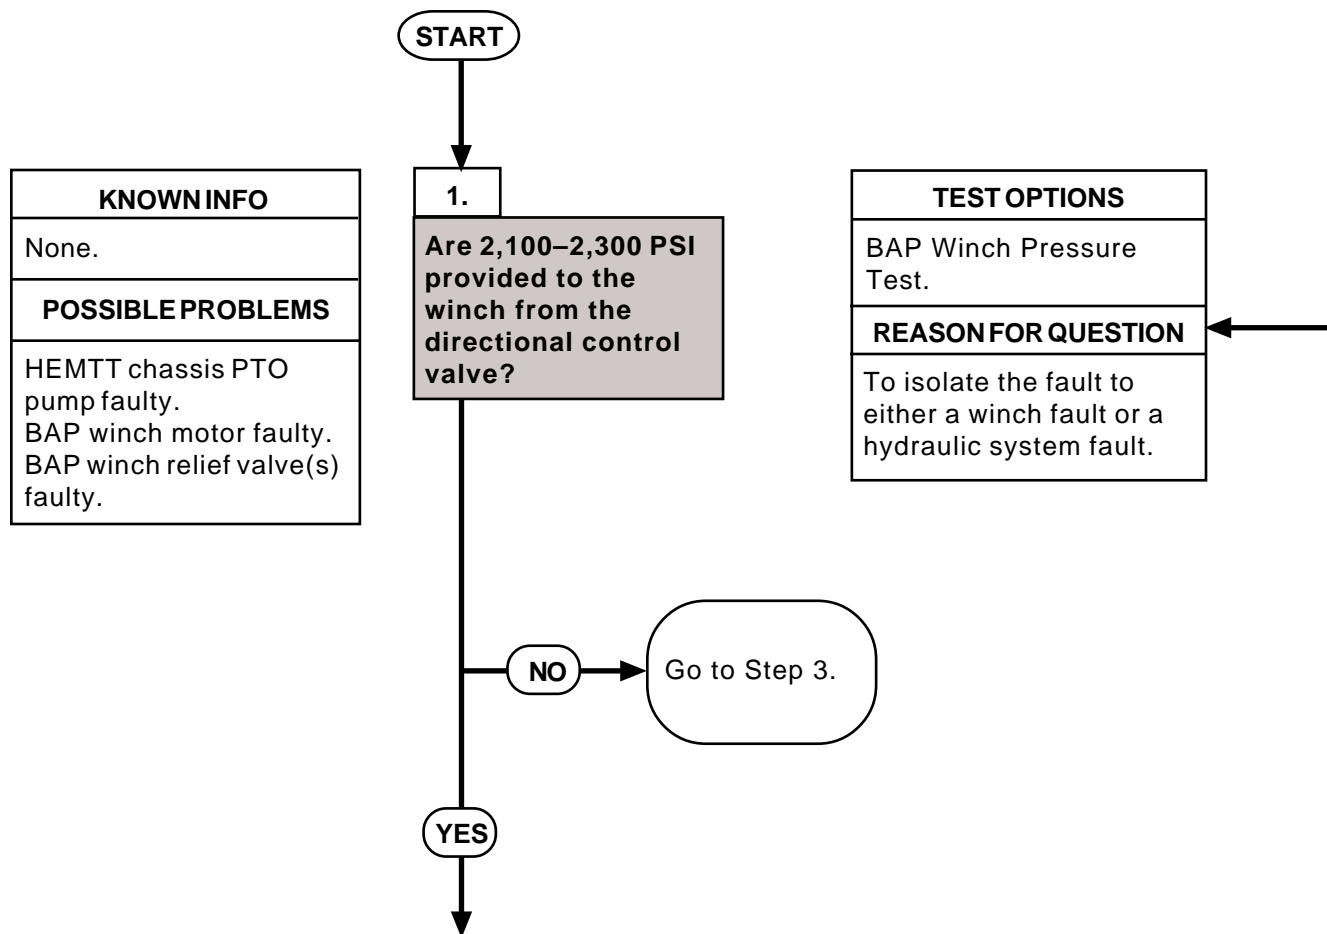 START
KNOWN INFO
None.
POSSIBLE PROBLEMS
HEMTT chassis PTO
pump faulty.
BAP winch motor faulty.
BAP winch relief valve(s)
faulty.
1.
Are 2,100–2,300 PSI
provided to the
winch from the
directional control
valve?
TEST OPTIONS
BAP Winch Pressure
Test.
REASON FOR QUESTION
To isolate the fault to
either a winch fault or a
hydraulic system fault.
NO
Go to Step 3.
YES